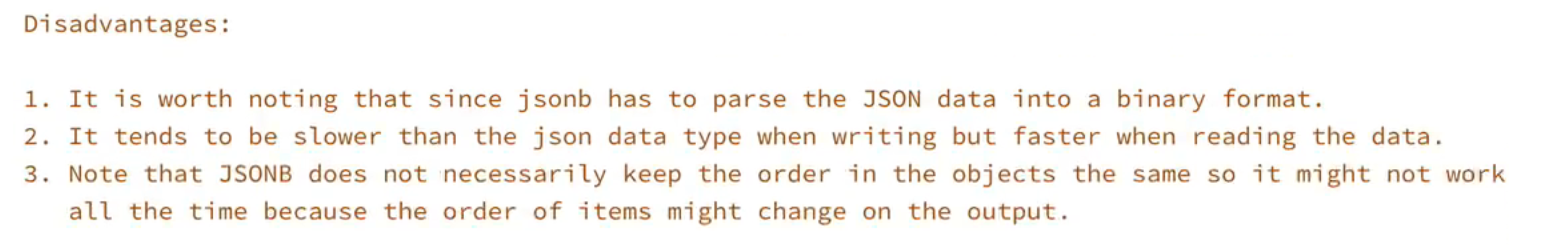 Disadvantages:
1. It is worth noting that since jsonb has to parse the JSON data into a binary format.
2. It tends to be slower than the json data type when writing but faster when reading the data.
3. Note that JSONB does not necessarily keep the order in the objects the same so it might not work
all the time because the order of items might change on the output.